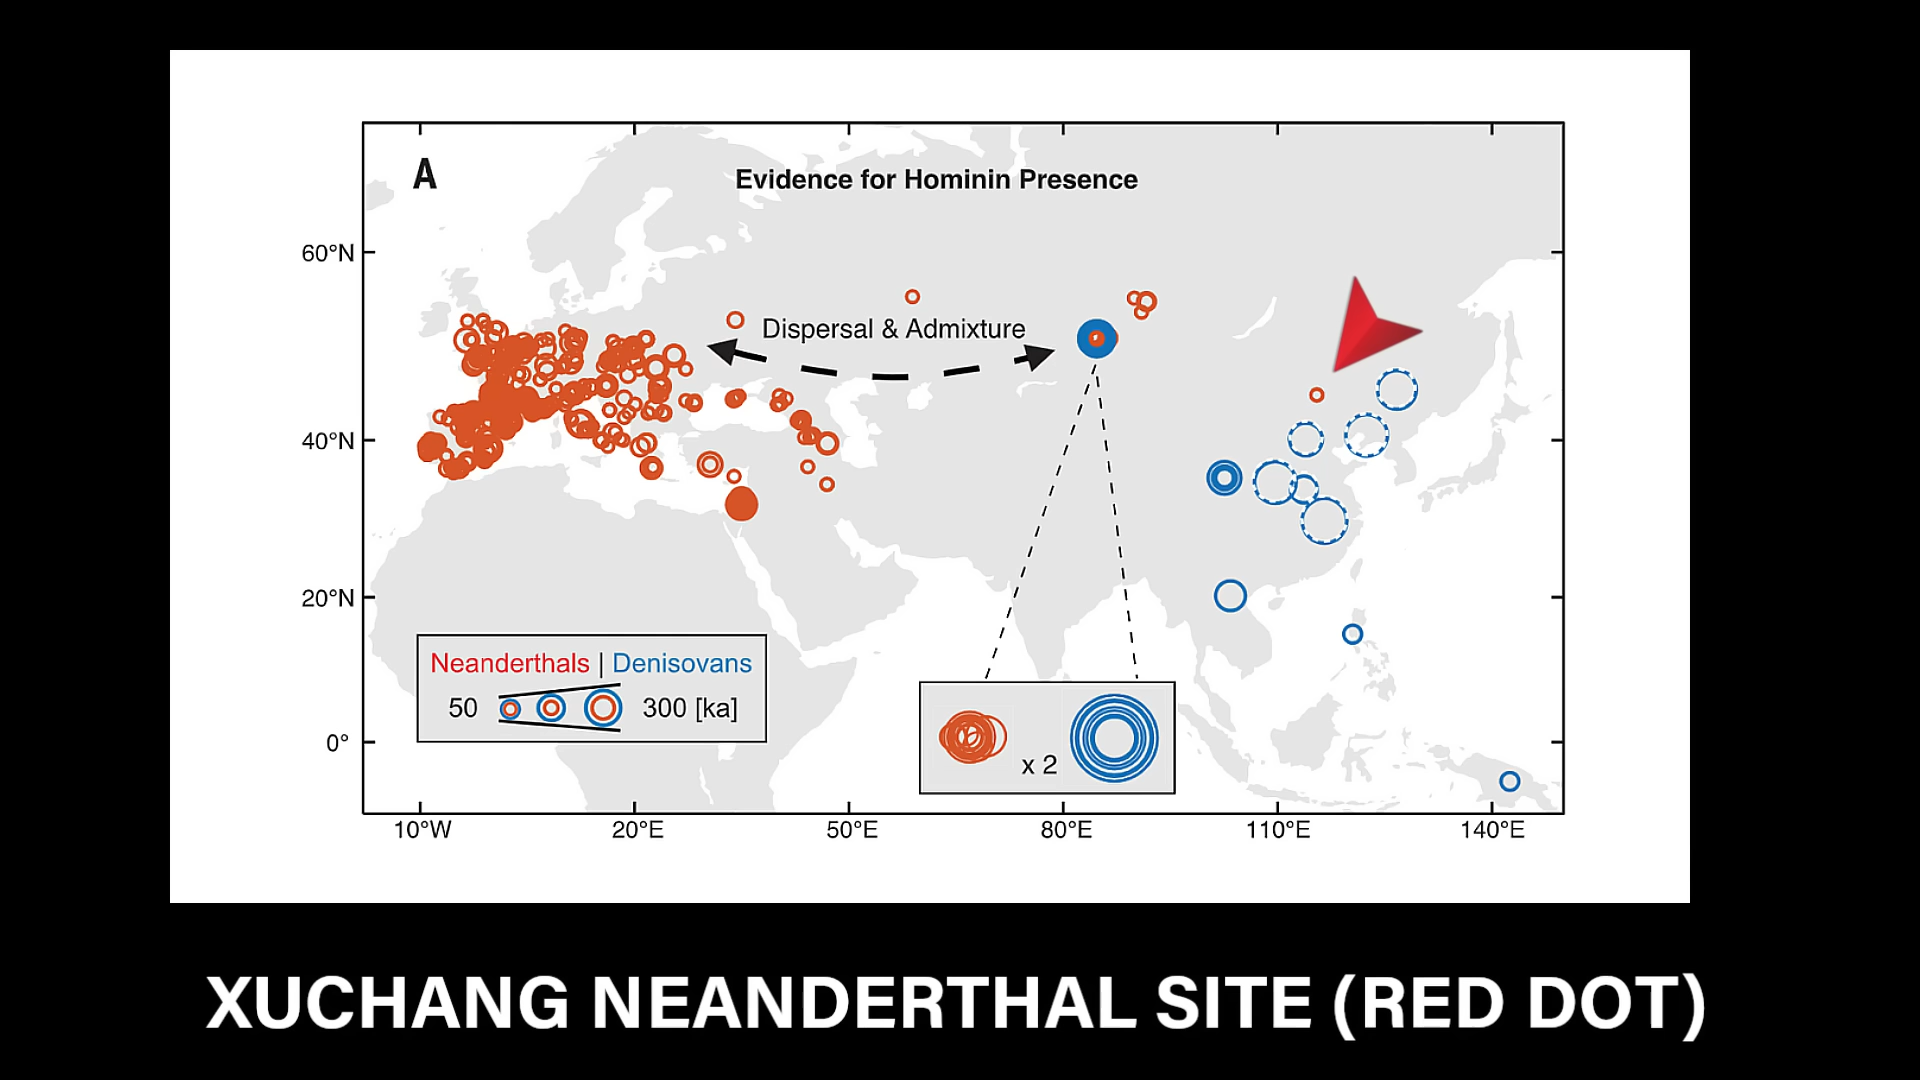 A
Evidence for Hominin Presence
60°N
Dispersal & Admixture
40°N
20°N
Neanderthals | Denisovans
50 300 [ka]
0°
x 2
10°W 20°E 50°E 80°E 110°E 140°E
XUCHANG NEANDERTHAL SITE (RED DOT)